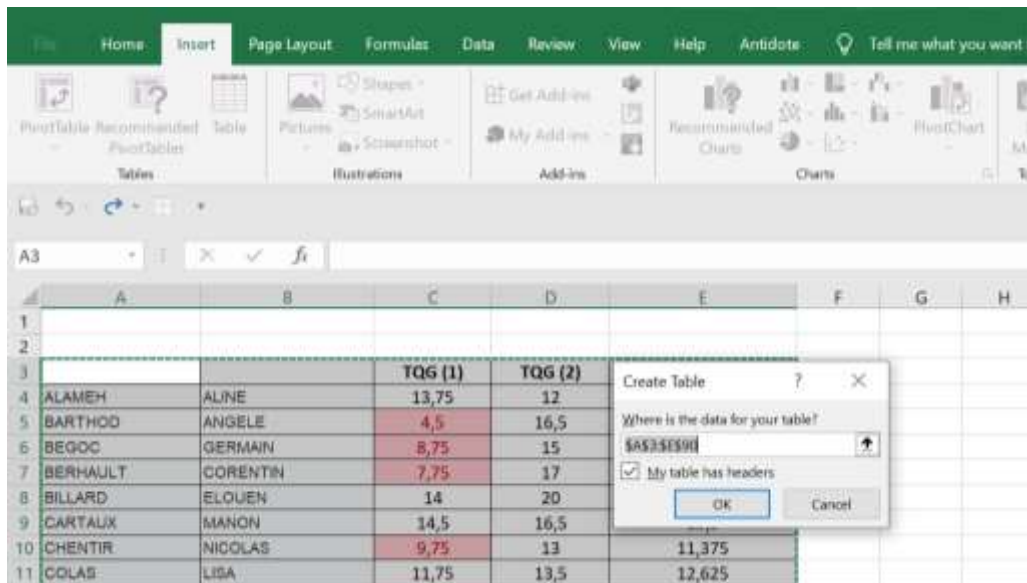 Home Insert Page Layout Formulas Data Review View Help Antidote Tell me what you want
PivotTable Recommended PivotTables Table Pictures Shapes SmartArt Screenshot Get Add-ins My Add-ins Recommended Charts PivotChart
Tables Illustrations Add-ins Charts
A3 fx
A B C D E F G H
1
2
3 TQG (1) TQG (2)
4 ALAMEH ALINE 13,75 12
5 BARTHOD ANGELE 4,5 16,5
6 BEGOC GERMAIN 8,75 15
7 BERHAULT CORENTIN 7,75 17
8 BILLARD ELOUEN 14 20
9 CARTAUX MANON 14,5 16,5
10 CHENTIR NICOLAS 9,75 13 11,375
11 COLAS LISA 11,75 13,5 12,625
Create Table ? ×
Where is the data for your table?
$A$3:$E$90
My table has headers
OK Cancel